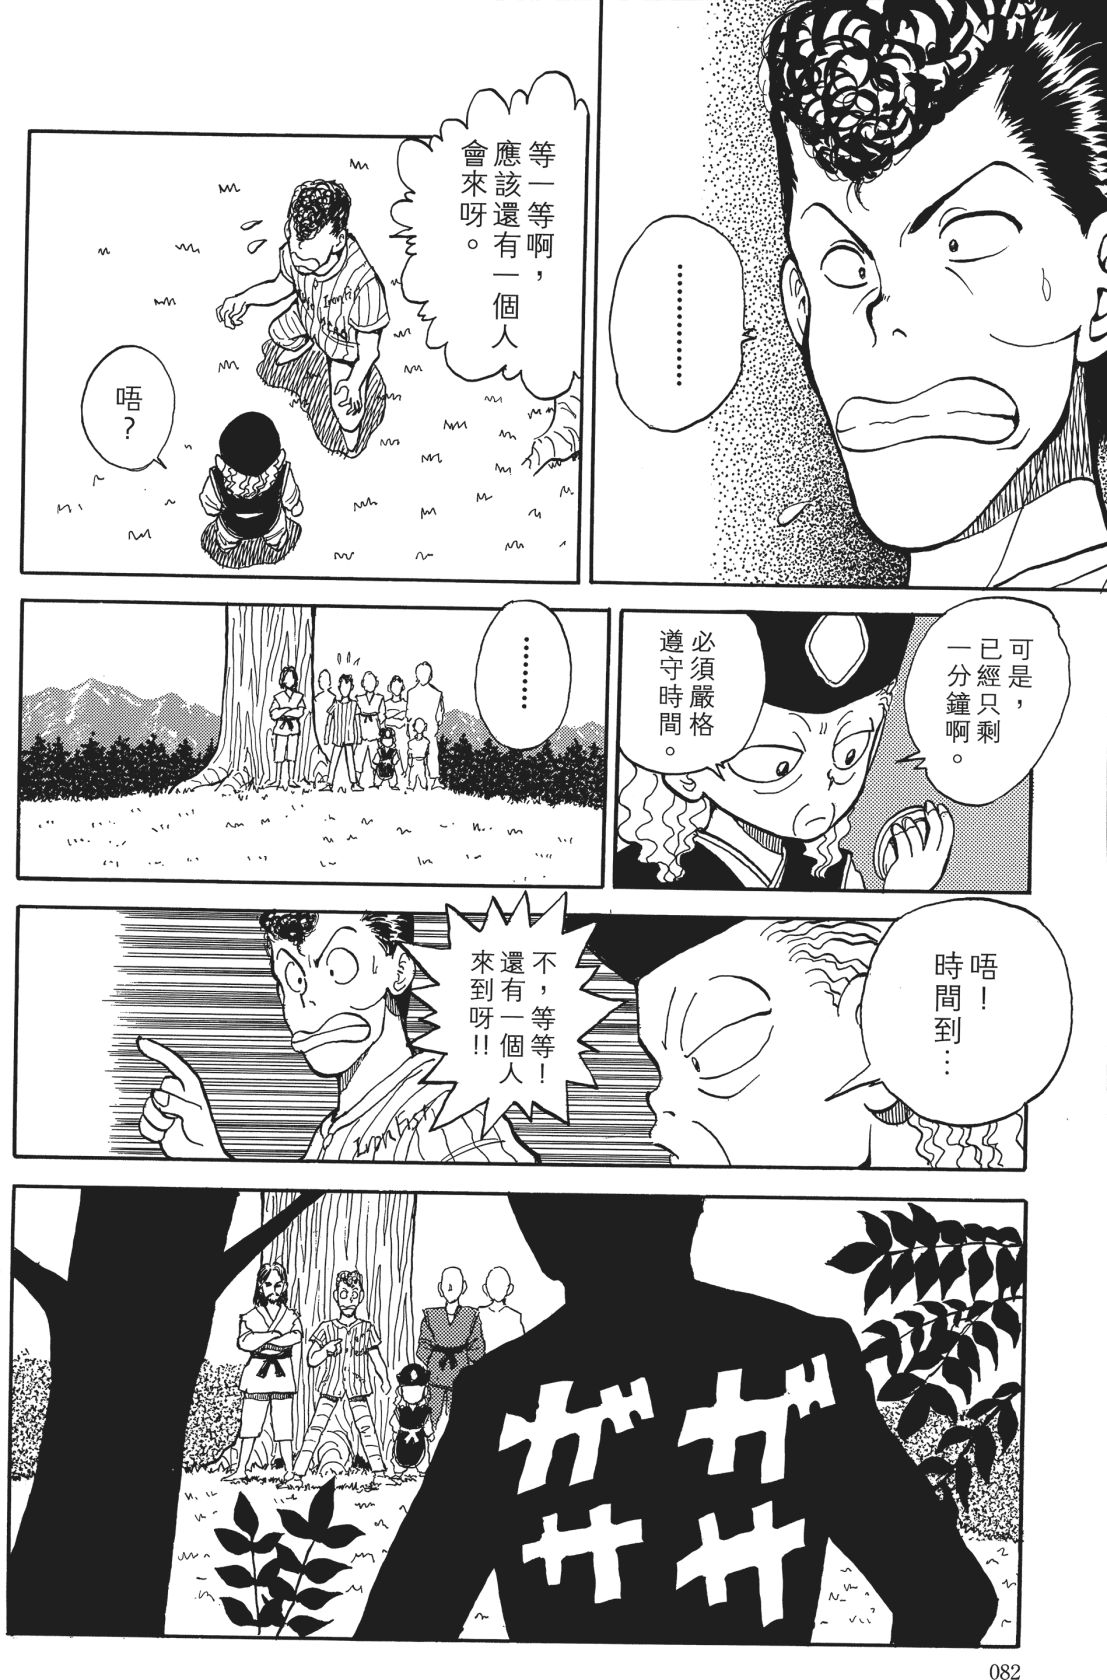 …………
等一等啊，
應該還有一個人
會來呀。
唔？
可是，
已經只剩
一分鐘啊。
必須嚴格
遵守時間。
…………
唔！
時間到…
不，等等！
還有一個人
來到呀!!
ガザ
ガサ
082